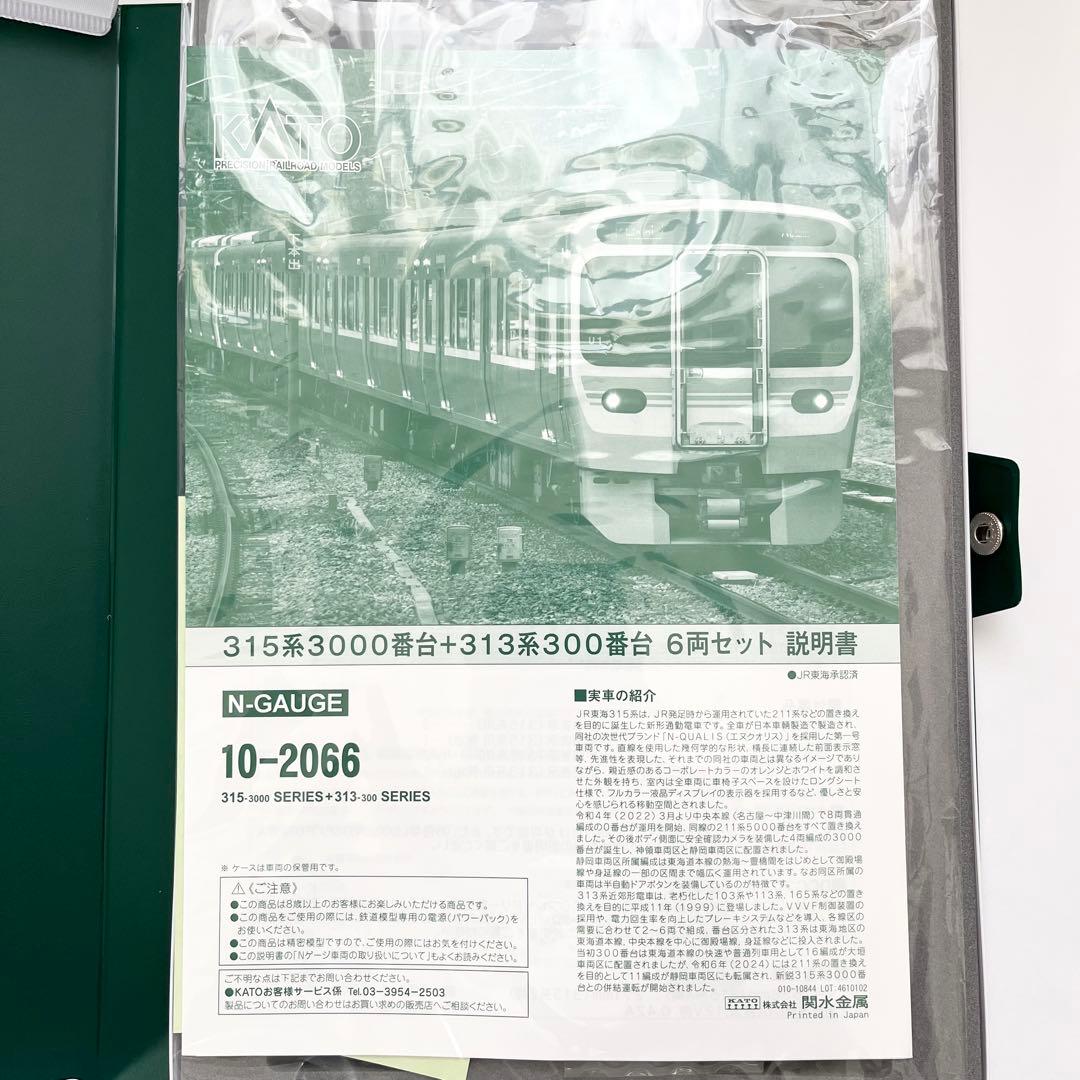 KATO
PRECISION RAILROAD MODELS
315系3000番台+313系300番台 6両セット 説明書
●JR東海承認済
N-GAUGE
10-2066
315-3000 SERIES+313-300 SERIES
※ ケースは車両の保管用です。
⚠《ご注意》
●この商品は8歳以上のお客様にお楽しみいただける商品です。
●この商品をご使用の際には、鉄道模型専用の電源(パワーパック)を
お使いください。
●この商品は精密模型ですので、ご使用の際にはお気を付けください。
●この説明書の「Nゲージ車両の取り扱いについて」もよくお読みください。
ご不明な点は下記までお問い合わせください。
●KATOお客様サービス係 Tel.03-3954-2503
製品についてのお問い合わせはお買い求めの販売店へご相談ください。
■実車の紹介
JR東海315系は、JR発足時から運用されていた211系などの置き換え
を目的に誕生した新形通勤電車です。全車が日本車輌製造で製造され、
同社の次世代ブランド「N-QUALIS(エヌクオリス)」を採用した第一号
車両です。直線を使用した幾何学的な形状、横長に連続した前面表示窓
等、先進性を表現した、それまでの同社の車両とは異なるイメージであり
ながら、親近感のあるコーポレートカラーのオレンジとホワイトを調和さ
せた外観を持ち、室内は全車両に車椅子スペースを設けたロングシート
仕様で、フルカラー液晶ディスプレイの表示器を採用するなど、優しさと安
心を感じられる移動空間とされました。
令和4年(2022)3月より中央本線(名古屋~中津川間)で8両貫通
編成の0番台が運用を開始、同線の211系5000番台をすべて置き換え
ました。その後ボディ側面に安全確認カメラを装備した4両編成の3000
番台が誕生し、神領車両区と静岡車両区に配置されました。
静岡車両区所属編成は東海道本線の熱海~豊橋間をはじめとして御殿場
線や身延線の一部の区間まで幅広く運用されています。なお同区所属の
車両は半自動ドアボタンを装備しているのが特徴です。
313系近郊形電車は、老朽化した103系や113系、165系などの置き
換えを目的に平成11年(1999)に登場しました。VVVF制御装置の
採用や、電力回生率を向上したブレーキシステムなどを導入、各線区の
需要に合わせて2~6両で組成、番台区分された313系は東海地区の
東海道本線、中央本線を中心に御殿場線、身延線などに投入されました。
当初300番台は東海道本線の快速や普通列車用として16編成が大垣
車両区に配置されましたが、令和6年(2024)には211系の置き換え
を目的として11編成が静岡車両区にも転属され、新鋭315系3000番
台との併結運転が開始されました。
010-10844 LOT:4610102
KATO 株式会社 関水金属
Printed in Japan